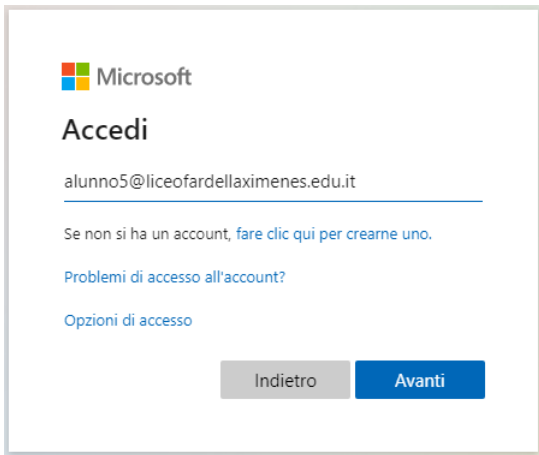 Microsoft
Accedi
alunno5@liceofardellaximenes.edu.it
Se non si ha un account, fare clic qui per crearne uno.
Problemi di accesso all'account?
Opzioni di accesso
Indietro
Avanti